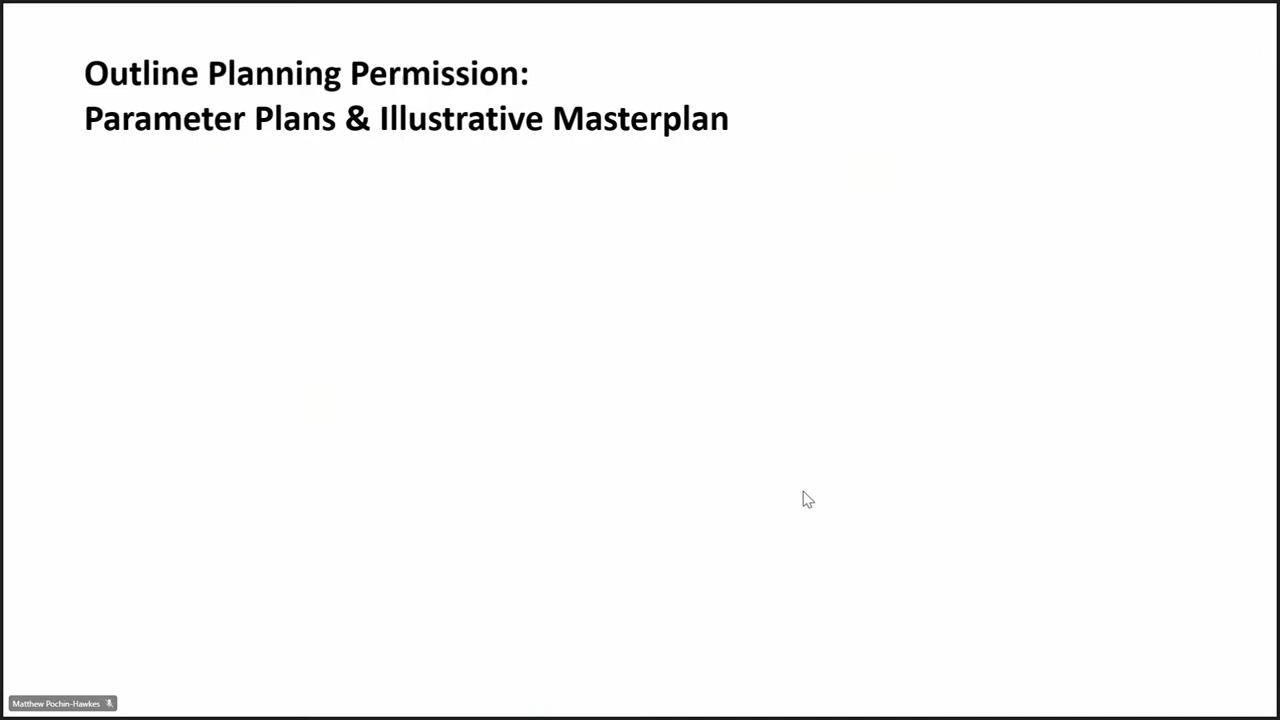 Outline Planning Permission:
Parameter Plans & Illustrative Masterplan
Matthew Pochin-Hawkes